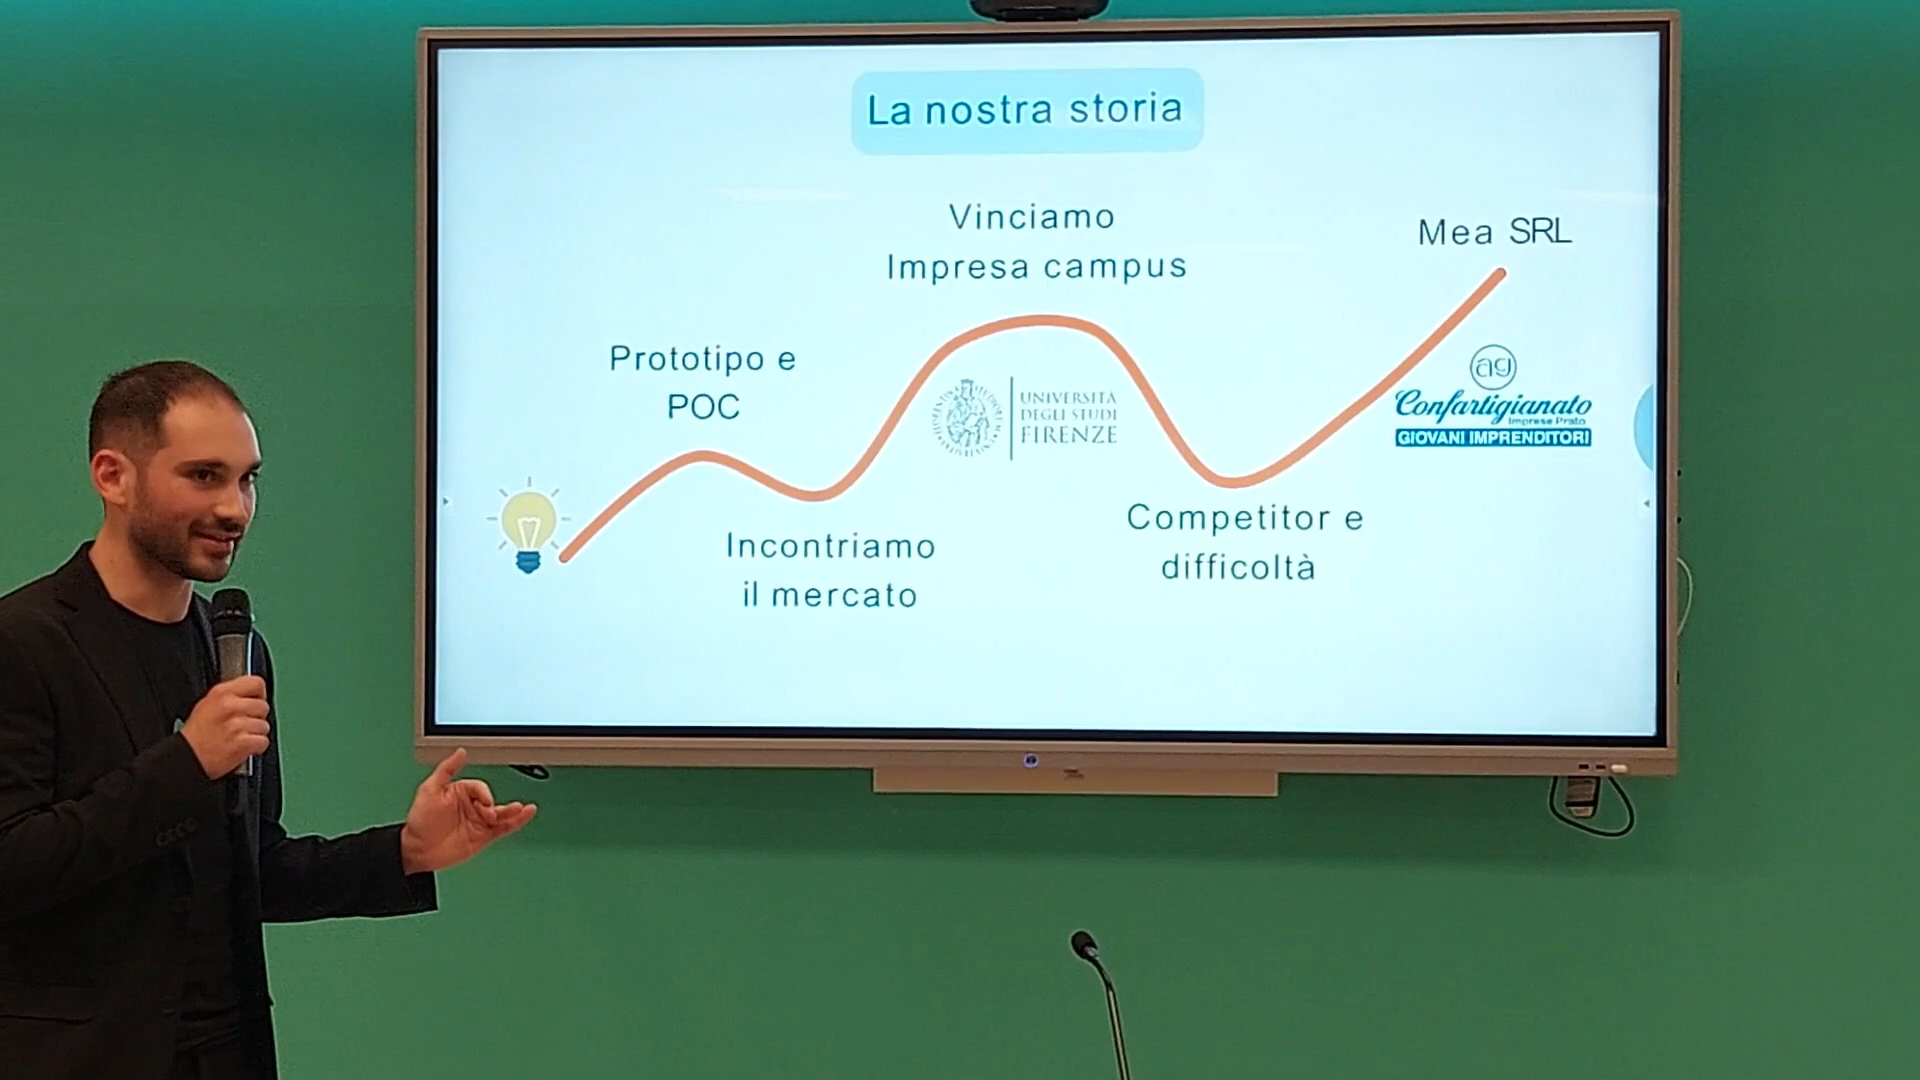 La nostra storia
Vinciamo
Impresa campus
Mea SRL
Prototipo e
POC
UNIVERSITÀ
DEGLI STUDI
FIRENZE
ag
Confartigianato
Imprese Prato
GIOVANI IMPRENDITORI
Incontriamo
il mercato
Competitor e
difficoltà